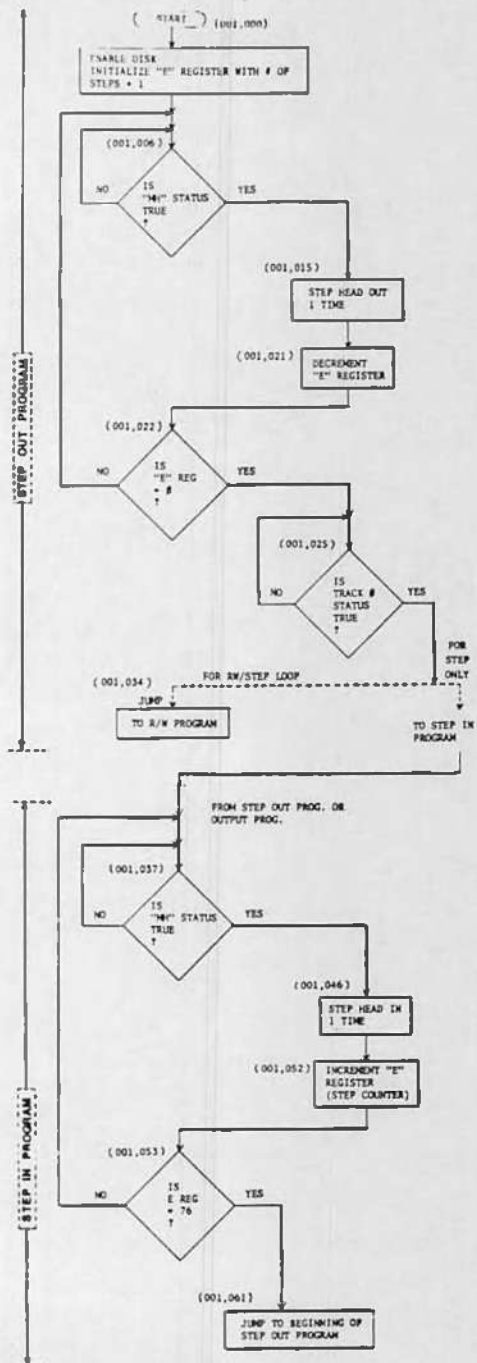 START (001,000)
ENABLE DISK
INITIALIZE "E" REGISTER WITH # OF
STEPS + 1
(001,006)
IS
"MH" STATUS
TRUE
?
NO
YES
(001,015)
STEP HEAD OUT
1 TIME
(001,021)
DECREMENT
"E" REGISTER
(001,022)
IS
"E" REG
= 0
?
NO
YES
(001,025)
IS
TRACK 0
STATUS
TRUE
?
NO
YES
FOR
STEP
ONLY
FOR RW/STEP LOOP
(001,034)
JUMP
TO R/W PROGRAM
TO STEP IN
PROGRAM
STEP OUT PROGRAM
FROM STEP OUT PROG. OR
OUTPUT PROG.
(001,037)
IS
"MH" STATUS
TRUE
?
NO
YES
(001,046)
STEP HEAD IN
1 TIME
(001,052)
INCREMENT "E"
REGISTER
(STEP COUNTER)
(001,053)
IS
E REG
= 76
?
NO
YES
(001,061)
JUMP TO BEGINNING OF
STEP OUT PROGRAM
STEP IN PROGRAM